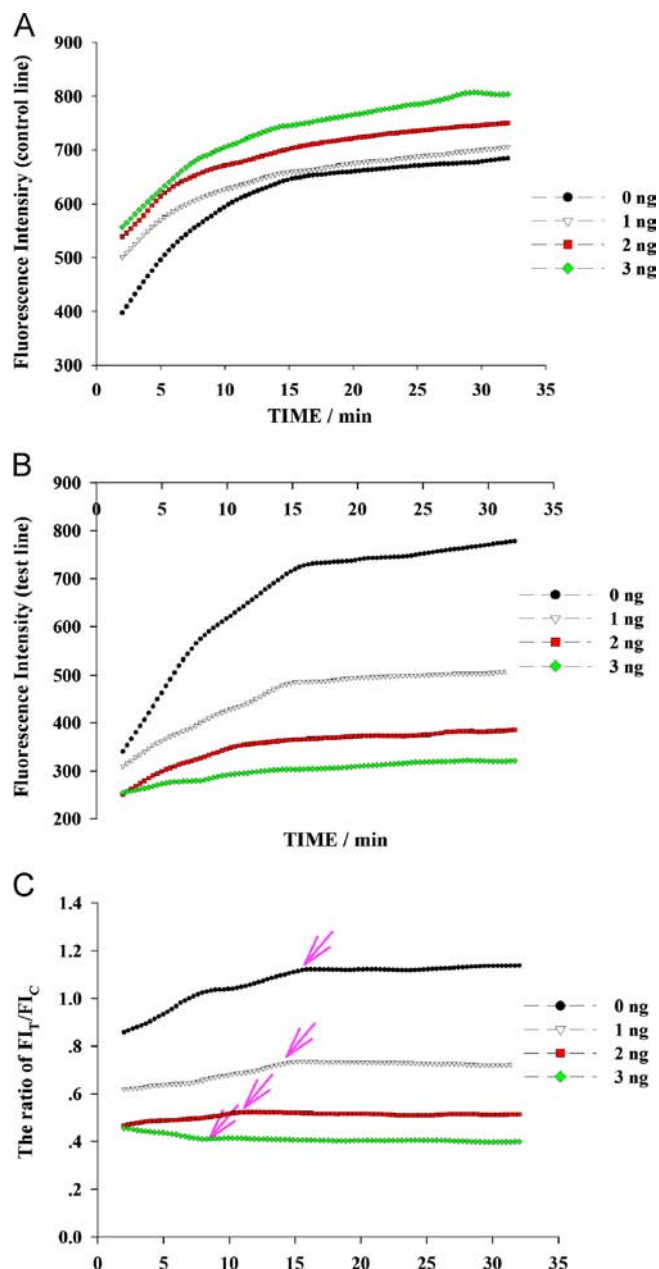 A
900
800
700
600
500
400
300
Fluorescence Intensiry (control line)
0 5 10 15 20 25 30 35
TIME / min
0 ng
1 ng
2 ng
3 ng
B
900
800
700
600
500
400
300
200
Fluorescence Intensity (test line)
0 5 10 15 20 25 30 35
TIME / min
0 ng
1 ng
2 ng
3 ng
C
1.4
1.2
1.0
.8
.6
.4
.2
0.0
The ratio of FI_T/FI_C
0 5 10 15 20 25 30 35
0 ng
1 ng
2 ng
3 ng